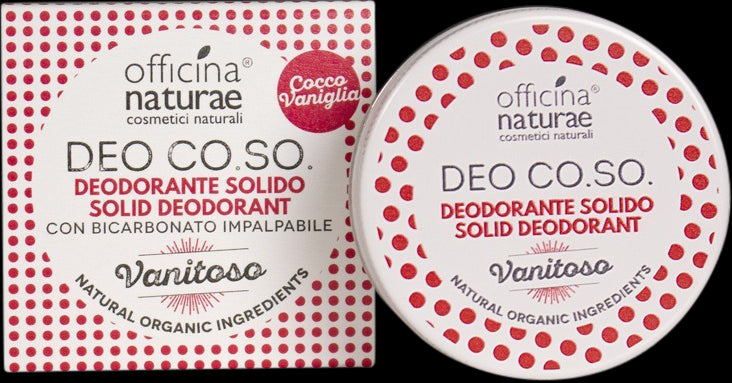 officina®
naturae
cosmetici naturali
Cocco
Vaniglia
DEO CO.SO.
DEODORANTE SOLIDO
SOLID DEODORANT
CON BICARBONATO IMPALPABILE
Vanitoso
NATURAL ORGANIC INGREDIENTS
officina®
naturae
cosmetici naturali
DEO CO.SO.
DEODORANTE SOLIDO
SOLID DEODORANT
Vanitoso
NATURAL ORGANIC INGREDIENTS